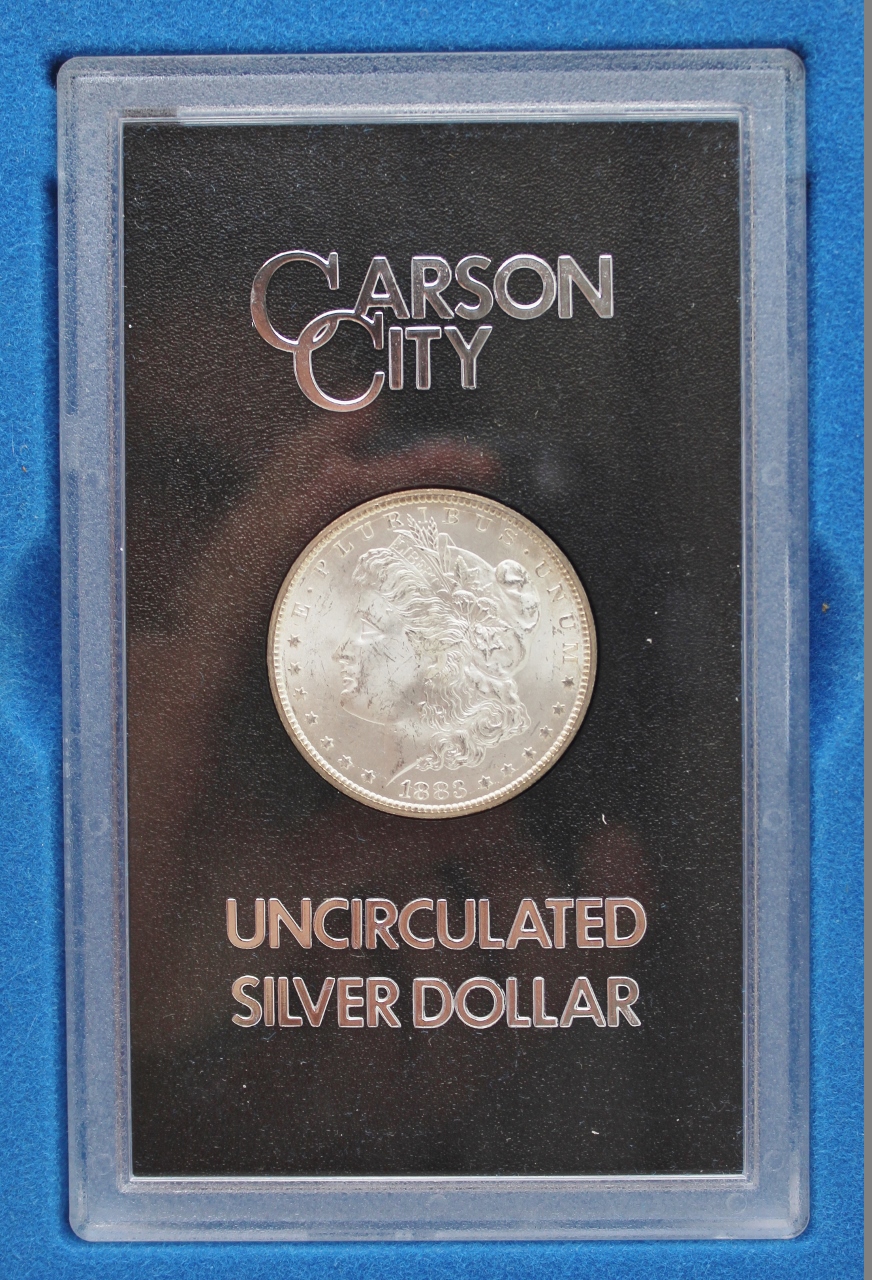 CARSON
CITY
E·PLURIBUS·UNUM
1883
UNCIRCULATED
SILVER DOLLAR